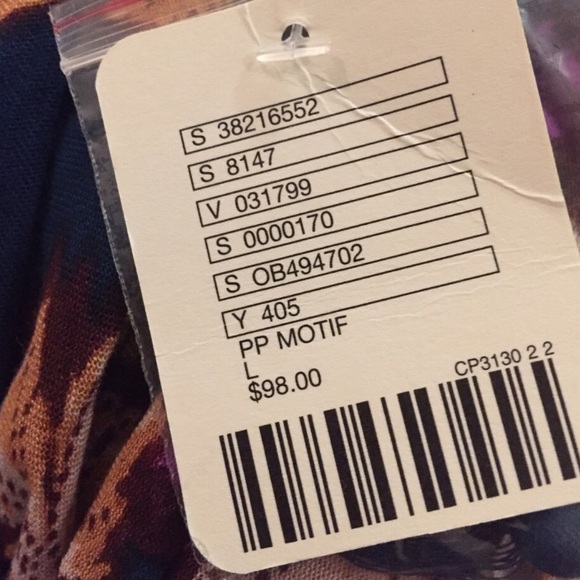 S 38216552
S 8147
V 031799
S 0000170
S OB494702
Y 405
PP MOTIF
L
$98.00
CP3130 2 2